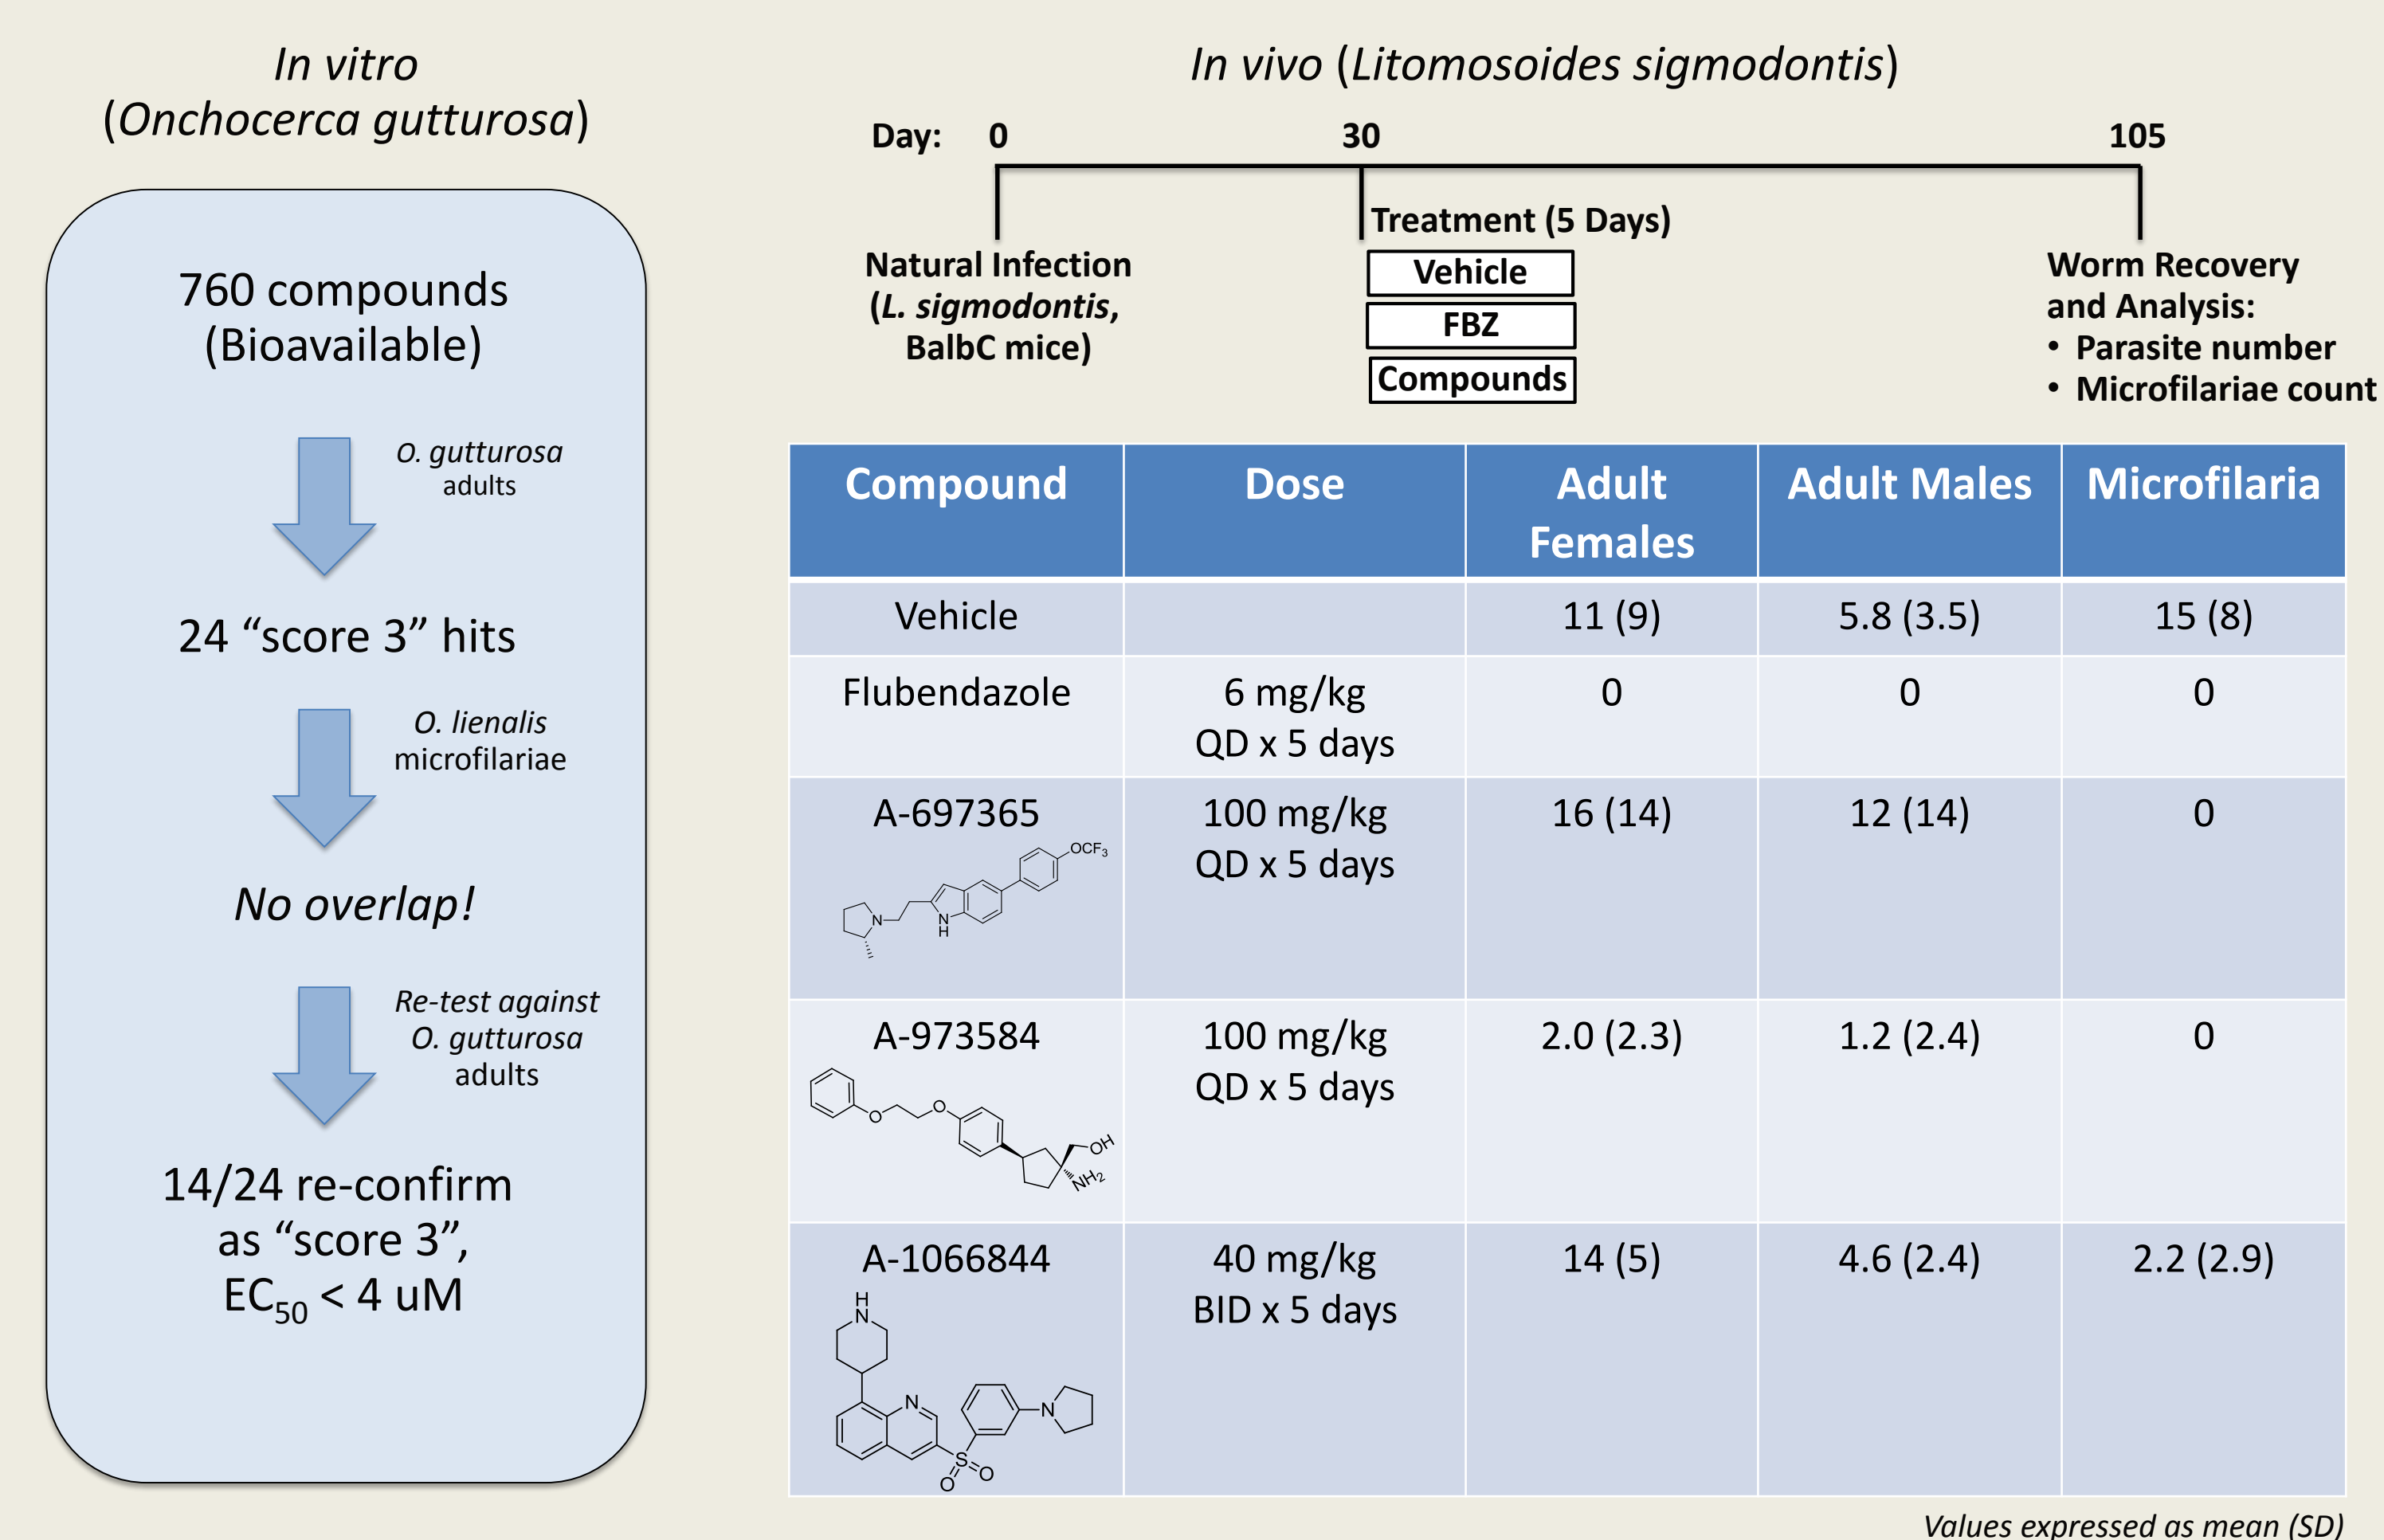 In vitro
(Onchocerca gutturosa)
760 compounds
(Bioavailable)
O. gutturosa
adults
24 “score 3” hits
O. lienalis
microfilariae
No overlap!
Re-test against
O. gutturosa
adults
14/24 re-confirm
as “score 3”,
EC50 < 4 uM
In vivo (Litomosoides sigmodontis)
Day: 0 30 105
Natural Infection
(L. sigmodontis,
BalbC mice)
Treatment (5 Days)
Vehicle
FBZ
Compounds
Worm Recovery
and Analysis:
• Parasite number
• Microfilariae count
Compound Dose Adult Females Adult Males Microfilaria
Vehicle 11 (9) 5.8 (3.5) 15 (8)
Flubendazole 6 mg/kg 0 0 0
QD x 5 days
A-697365 100 mg/kg 16 (14) 12 (14) 0
QD x 5 days
OCF3
N
N
H
A-973584 100 mg/kg 2.0 (2.3) 1.2 (2.4) 0
QD x 5 days
O
O
OH
NH2
A-1066844 40 mg/kg 14 (5) 4.6 (2.4) 2.2 (2.9)
BID x 5 days
H
N
N
N
S
O
O
Values expressed as mean (SD)